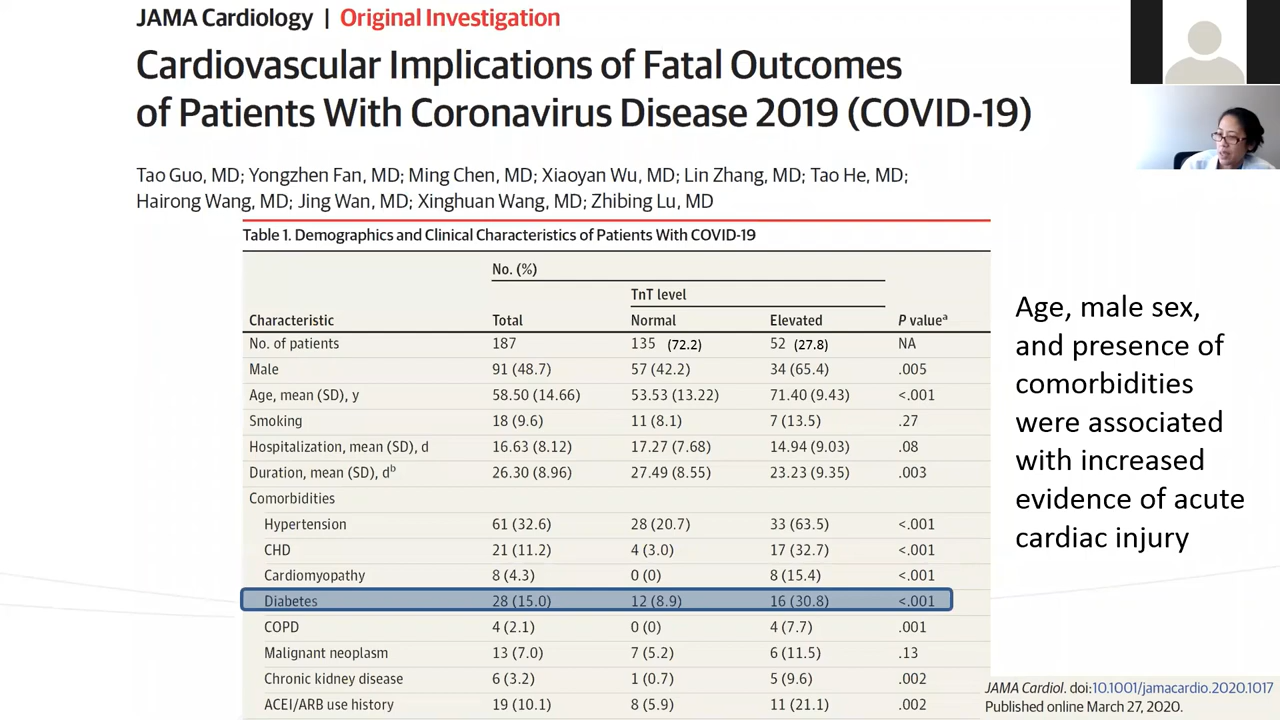 JAMA Cardiology | Original Investigation
Cardiovascular Implications of Fatal Outcomes
of Patients With Coronavirus Disease 2019 (COVID-19)
Tao Guo, MD; Yongzhen Fan, MD; Ming Chen, MD; Xiaoyan Wu, MD; Lin Zhang, MD; Tao He, MD;
Hairong Wang, MD; Jing Wan, MD; Xinghuan Wang, MD; Zhibing Lu, MD
Table 1. Demographics and Clinical Characteristics of Patients With COVID-19
No. (%)
TnT level
Characteristic Total Normal Elevated P valueᵃ
No. of patients 187 135 (72.2) 52 (27.8) NA
Male 91 (48.7) 57 (42.2) 34 (65.4) .005
Age, mean (SD), y 58.50 (14.66) 53.53 (13.22) 71.40 (9.43) <.001
Smoking 18 (9.6) 11 (8.1) 7 (13.5) .27
Hospitalization, mean (SD), d 16.63 (8.12) 17.27 (7.68) 14.94 (9.03) .08
Duration, mean (SD), dᵇ 26.30 (8.96) 27.49 (8.55) 23.23 (9.35) .003
Comorbidities
Hypertension 61 (32.6) 28 (20.7) 33 (63.5) <.001
CHD 21 (11.2) 4 (3.0) 17 (32.7) <.001
Cardiomyopathy 8 (4.3) 0 (0) 8 (15.4) <.001
Diabetes 28 (15.0) 12 (8.9) 16 (30.8) <.001
COPD 4 (2.1) 0 (0) 4 (7.7) .001
Malignant neoplasm 13 (7.0) 7 (5.2) 6 (11.5) .13
Chronic kidney disease 6 (3.2) 1 (0.7) 5 (9.6) .002
ACEI/ARB use history 19 (10.1) 8 (5.9) 11 (21.1) .002
Age, male sex,
and presence of
comorbidities
were associated
with increased
evidence of acute
cardiac injury
JAMA Cardiol. doi:10.1001/jamacardio.2020.1017
Published online March 27, 2020.